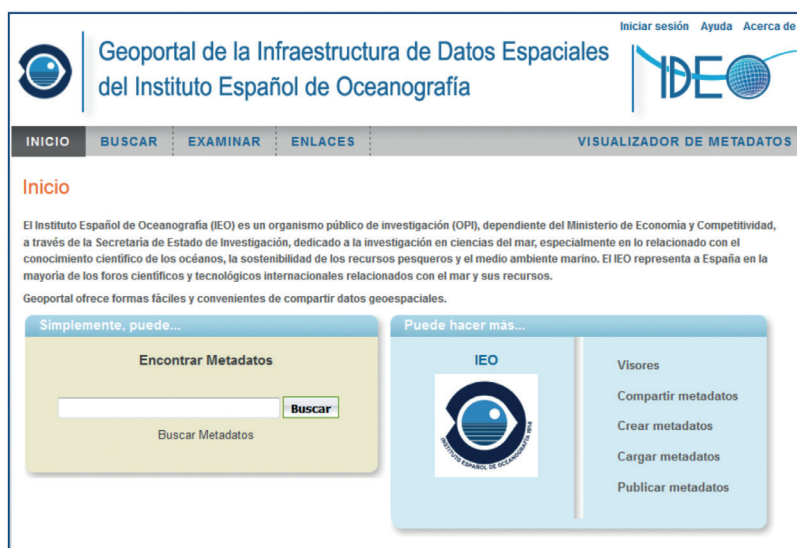 Iniciar sesión Ayuda Acerca de
Geoportal de la Infraestructura de Datos Espaciales
del Instituto Español de Oceanografía
IDEO
INICIO BUSCAR EXAMINAR ENLACES VISUALIZADOR DE METADATOS
Inicio
El Instituto Español de Oceanografía (IEO) es un organismo público de investigación (OPI), dependiente del Ministerio de Economía y Competitividad,
a través de la Secretaría de Estado de Investigación, dedicado a la investigación en ciencias del mar, especialmente en lo relacionado con el
conocimiento científico de los océanos, la sostenibilidad de los recursos pesqueros y el medio ambiente marino. El IEO representa a España en la
mayoría de los foros científicos y tecnológicos internacionales relacionados con el mar y sus recursos.
Geoportal ofrece formas fáciles y convenientes de compartir datos geoespaciales.
Simplemente, puede...
Encontrar Metadatos
Buscar
Buscar Metadatos
Puede hacer más...
IEO
INSTITUTO ESPAÑOL DE OCEANOGRAFÍA 1914
Visores
Compartir metadatos
Crear metadatos
Cargar metadatos
Publicar metadatos